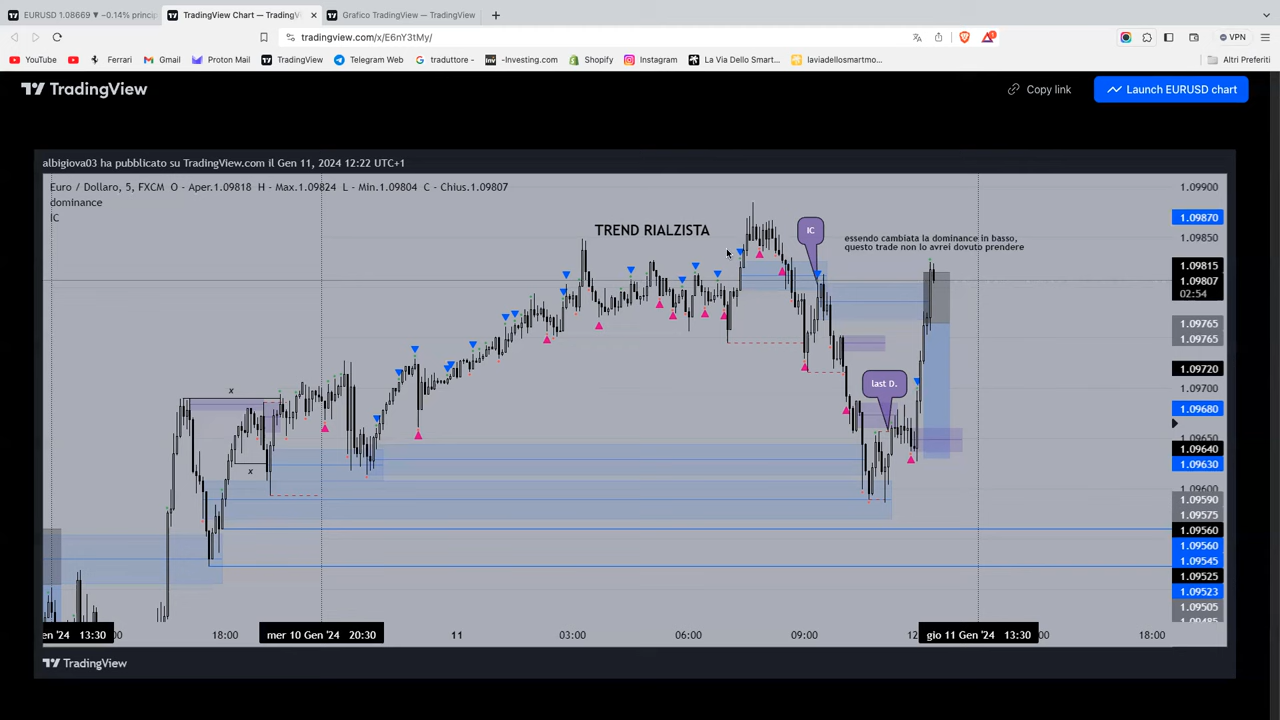 EURUSD 1.08669 ▼ −0.14% princip
TradingView Chart — TradingVi
Grafico TradingView — TradingView
tradingview.com/x/E6nY3tMy/
VPN
YouTube
Ferrari
Gmail
Proton Mail
TradingView
Telegram Web
traduttore -
-Investing.com
Shopify
Instagram
La Via Dello Smart...
laviadellosmartmo...
Altri Preferiti
TradingView
Copy link
Launch EURUSD chart
albigiova03 ha pubblicato su TradingView.com il Gen 11, 2024 12:22 UTC+1
Euro / Dollaro, 5, FXCM O - Aper.1.09818 H - Max.1.09824 L - Min.1.09804 C - Chius.1.09807
dominance
IC
TREND RIALZISTA
IC
essendo cambiata la dominance in basso,
questo trade non lo avrei dovuto prendere
last D.
x
x
1.09900
1.09870
1.09850
1.09815
1.09807
02:54
1.09765
1.09765
1.09720
1.09700
1.09680
1.09650
1.09640
1.09630
1.09600
1.09590
1.09575
1.09560
1.09560
1.09545
1.09525
1.09523
1.09505
1.09485
en '24 13:30
18:00
mer 10 Gen '24 20:30
11
03:00
06:00
09:00
gio 11 Gen '24 13:30
18:00
TradingView